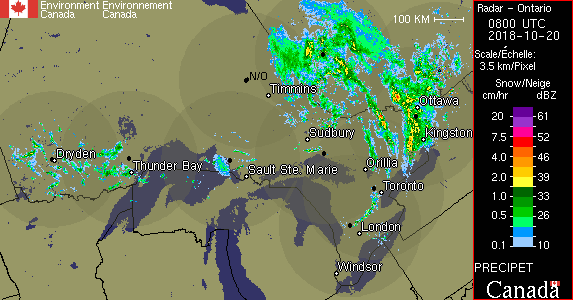 Environment Environnement
Canada Canada
100 KM
N/O
Timmins
Ottawa
Sudbury
Kingston
Dryden
Thunder Bay
Sault Ste. Marie
Orillia
Toronto
London
Windsor
Radar - Ontario
0800 UTC
2018-10-20
Scale/Échelle:
3.5 km/Pixel
Snow/Neige
cm/hr dBZ
20 61
7.5 52
4.0 46
2.0 39
1.0 33
0.5 26
0.1 10
PRECIPET
Canada